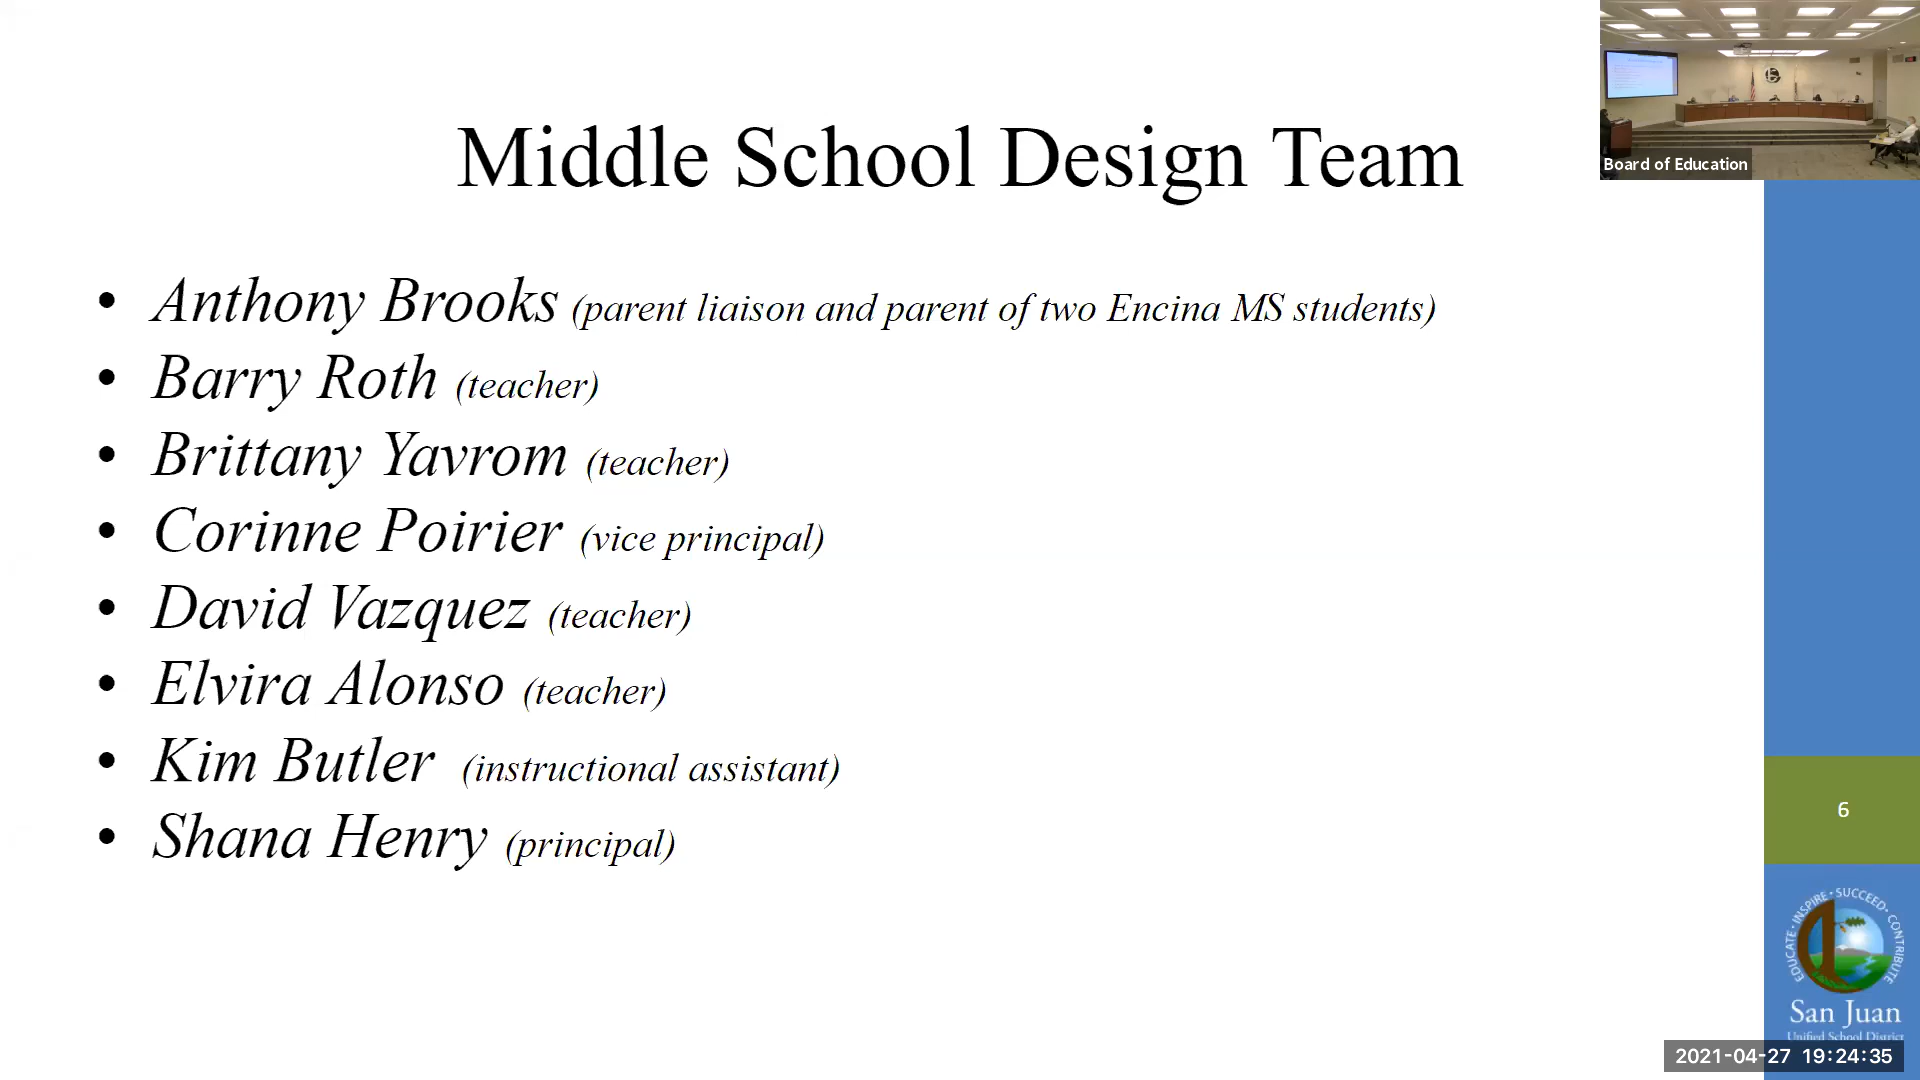 Middle School Design Team
Board of Education
• Anthony Brooks (parent liaison and parent of two Encina MS students)
• Barry Roth (teacher)
• Brittany Yavrom (teacher)
• Corinne Poirier (vice principal)
• David Vazquez (teacher)
• Elvira Alonso (teacher)
• Kim Butler (instructional assistant)
• Shana Henry (principal)
6
EDUCATE • INSPIRE • SUCCEED • CONTRIBUTE
San Juan
Unified School District
2021-04-27 19:24:35